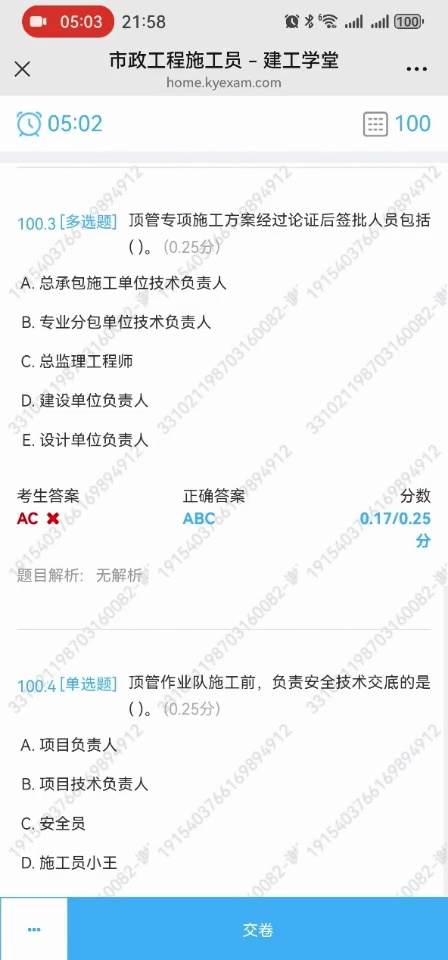 05:03 21:58 100
市政工程施工员 – 建工学堂
home.kyexam.com
05:02 100
100.3 [多选题] 顶管专项施工方案经过论证后签批人员包括
( )。(0.25分)
A. 总承包施工单位技术负责人
B. 专业分包单位技术负责人
C. 总监理工程师
D. 建设单位负责人
E. 设计单位负责人
考生答案 正确答案 分数
AC ABC 0.17/0.25
分
题目解析: 无解析
100.4 [单选题] 顶管作业队施工前，负责安全技术交底的是
( )。(0.25分)
A. 项目负责人
B. 项目技术负责人
C. 安全员
D. 施工员小王
交卷